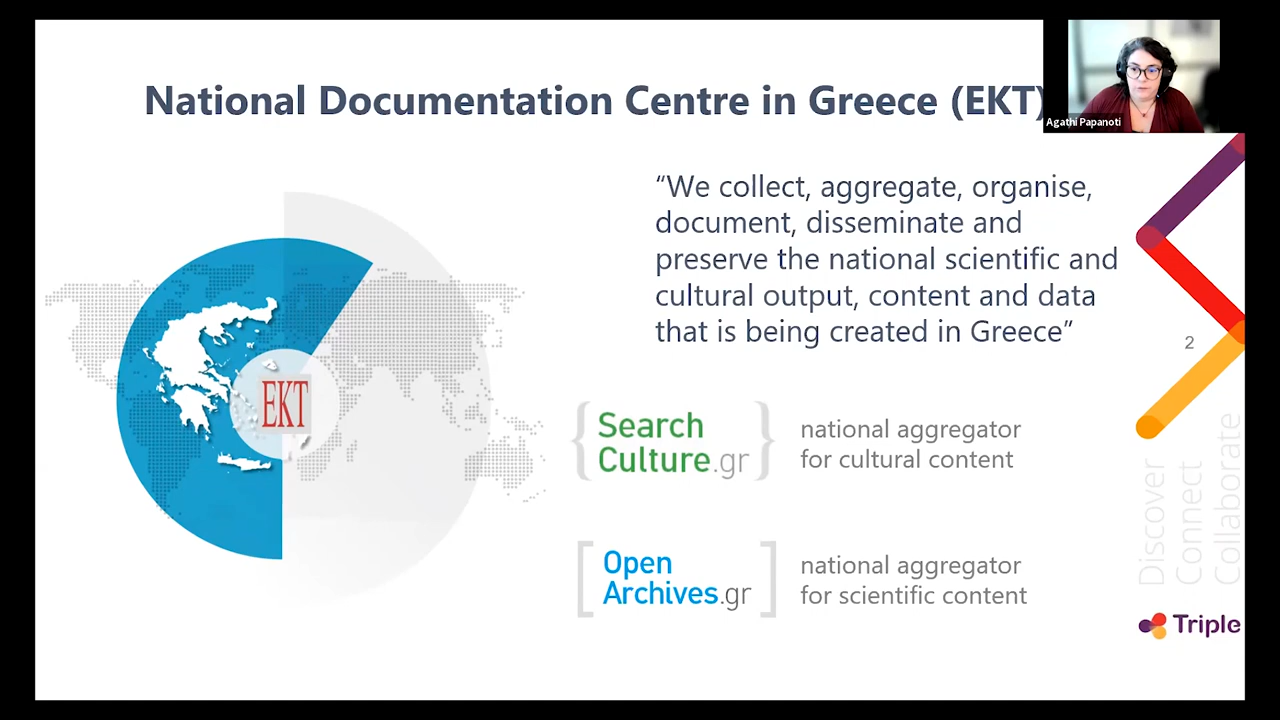 National Documentation Centre in Greece (EKT)
Agathi Papanoti
“We collect, aggregate, organise,
document, disseminate and
preserve the national scientific and
cultural output, content and data
that is being created in Greece”
2
EKT
{Search
Culture.gr}
national aggregator
for cultural content
[Open
Archives.gr]
national aggregator
for scientific content
Discover
Connect
Collaborate
Triple